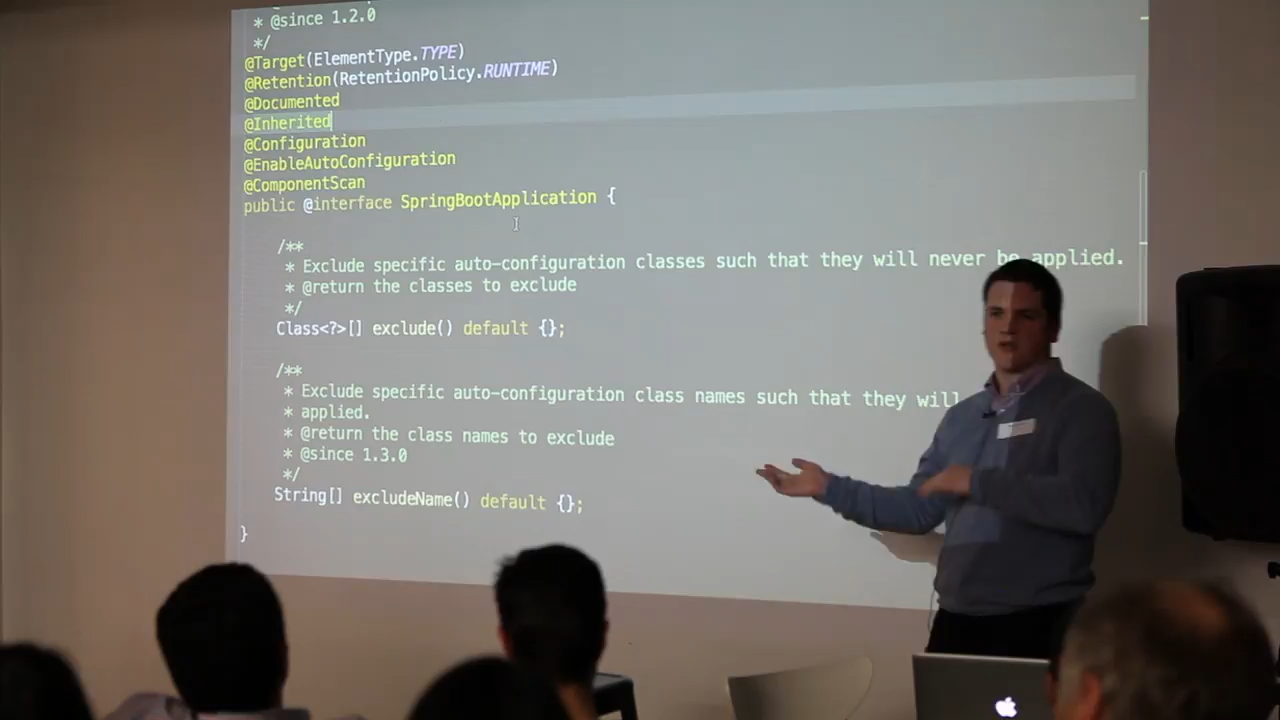 * @since 1.2.0
*/
@Target(ElementType.TYPE)
@Retention(RetentionPolicy.RUNTIME)
@Documented
@Inherited
@Configuration
@EnableAutoConfiguration
@ComponentScan
public @interface SpringBootApplication {
/**
* Exclude specific auto-configuration classes such that they will never be applied.
* @return the classes to exclude
*/
Class<?>[] exclude() default {};
/**
* Exclude specific auto-configuration class names such that they will
* applied.
* @return the class names to exclude
* @since 1.3.0
*/
String[] excludeName() default {};
}